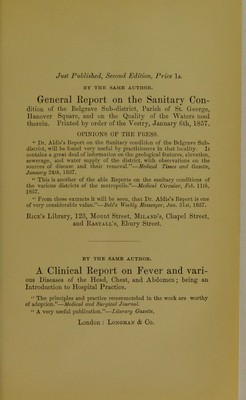 Just Published, Second Edition, Price 1s.
BY THE SAME AUTHOR.
General Report on the Sanitary Con-
dition of the Belgrave Sub-district, Parish of St. George,
Hanover Square, and on the Quality of the Waters used
therein. Printed by order of the Vestry, January 6th, 1857.
OPINIONS OF THE PRESS.
“Dr. Aldis's Report on the Sanitary condition of the Belgrave Sub-
district, will be found very useful by practitioners in that locality. It
contains a great deal of information on the geological features, elevation,
sewerage, and water supply of the district, with observations on the
sources of disease and their removal.”—Medical Times and Gazette,
January 24th, 1857.
“This is another of the able Reports on the sanitary conditions of
the various districts of the metropolis.”—Medical Circular, Feb. 11th,
1857.
“From these extracts it will be seen, that Dr. Aldis's Report is one
of very considerable value.”—Bell's Weekly Messenger, Jan. 31st, 1857.
RICE's Library, 123, Mount Street, MILAND's, Chapel Street,
and RASTALL's, Ebury Street.
BY THE SAME AUTHOR.
A Clinical Report on Fever and vari-
ous Diseases of the Head, Chest, and Abdomen; being an
Introduction to Hospital Practice.
“The principles and practice recommended in the work are worthy
of adoption.”—Medical and Surgical Journal.
“A very useful publication.”—Literary Gazette.
London: LONGMAN & Co.